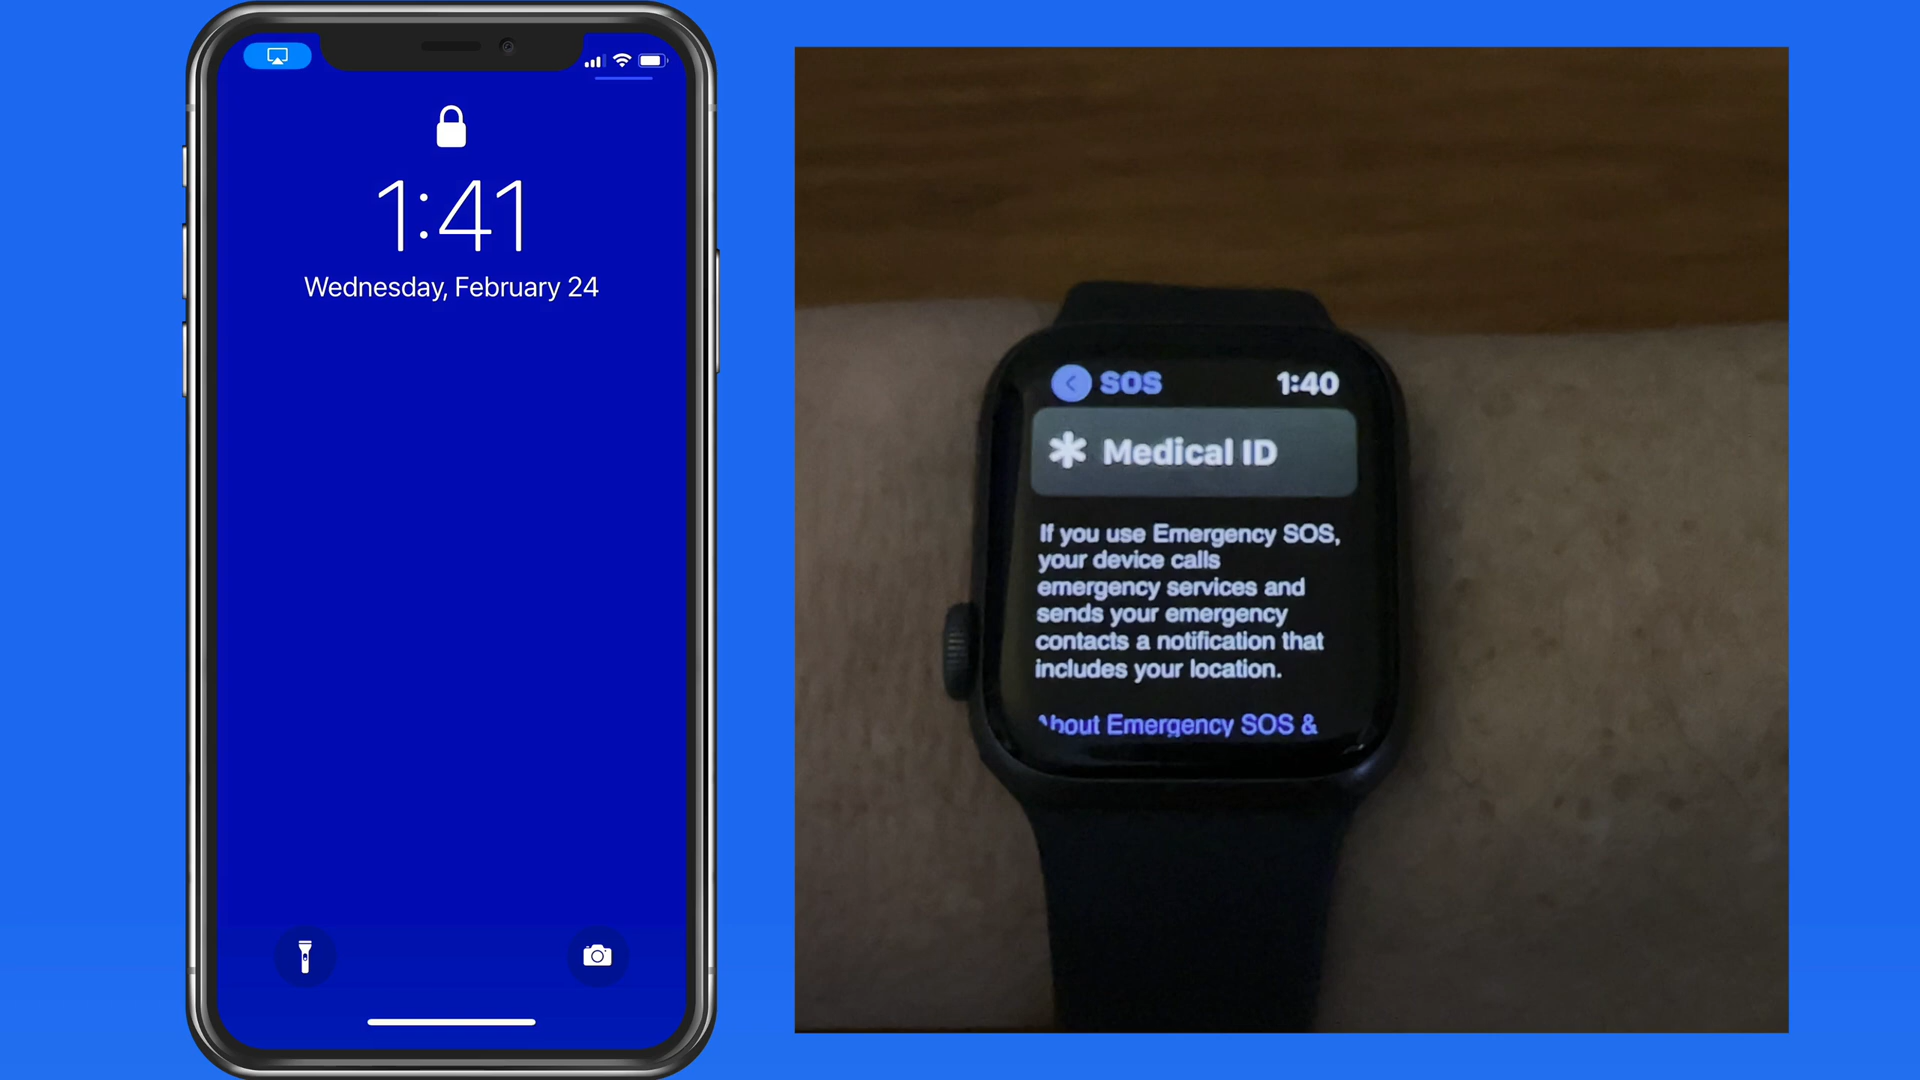 1:41
Wednesday, February 24
SOS 1:40
Medical ID
If you use Emergency SOS,
your device calls
emergency services and
sends your emergency
contacts a notification that
includes your location.
About Emergency SOS &